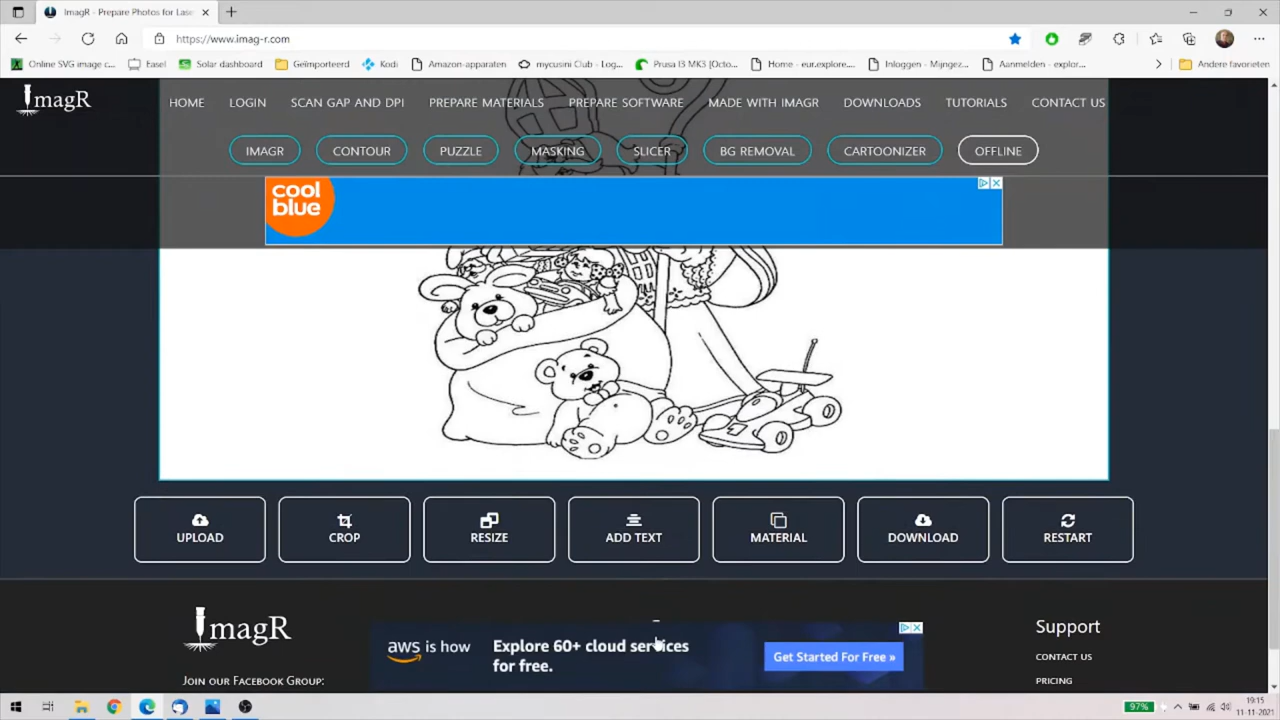 ImagR - Prepare Photos for Lase
https://www.imag-r.com
Online SVG image c...
Easel
Solar dashboard
Geïmporteerd
Kodi
Amazon-apparaten
mycusini Club - Log...
Prusa I3 MK3 [Octo...
Home - eur.explore....
Inloggen - Mijngez...
Aanmelden - explor...
Andere favorieten
ImagR
HOME
LOGIN
SCAN GAP AND DPI
PREPARE MATERIALS
PREPARE SOFTWARE
MADE WITH IMAGR
DOWNLOADS
TUTORIALS
CONTACT US
IMAGR
CONTOUR
PUZZLE
MASKING
SLICER
BG REMOVAL
CARTOONIZER
OFFLINE
cool
blue
UPLOAD
CROP
RESIZE
ADD TEXT
MATERIAL
DOWNLOAD
RESTART
ImagR
JOIN OUR FACEBOOK GROUP:
aws is how
Explore 60+ cloud services
for free.
Get Started For Free »
Support
CONTACT US
PRICING
97%
19:15
11-11-2021